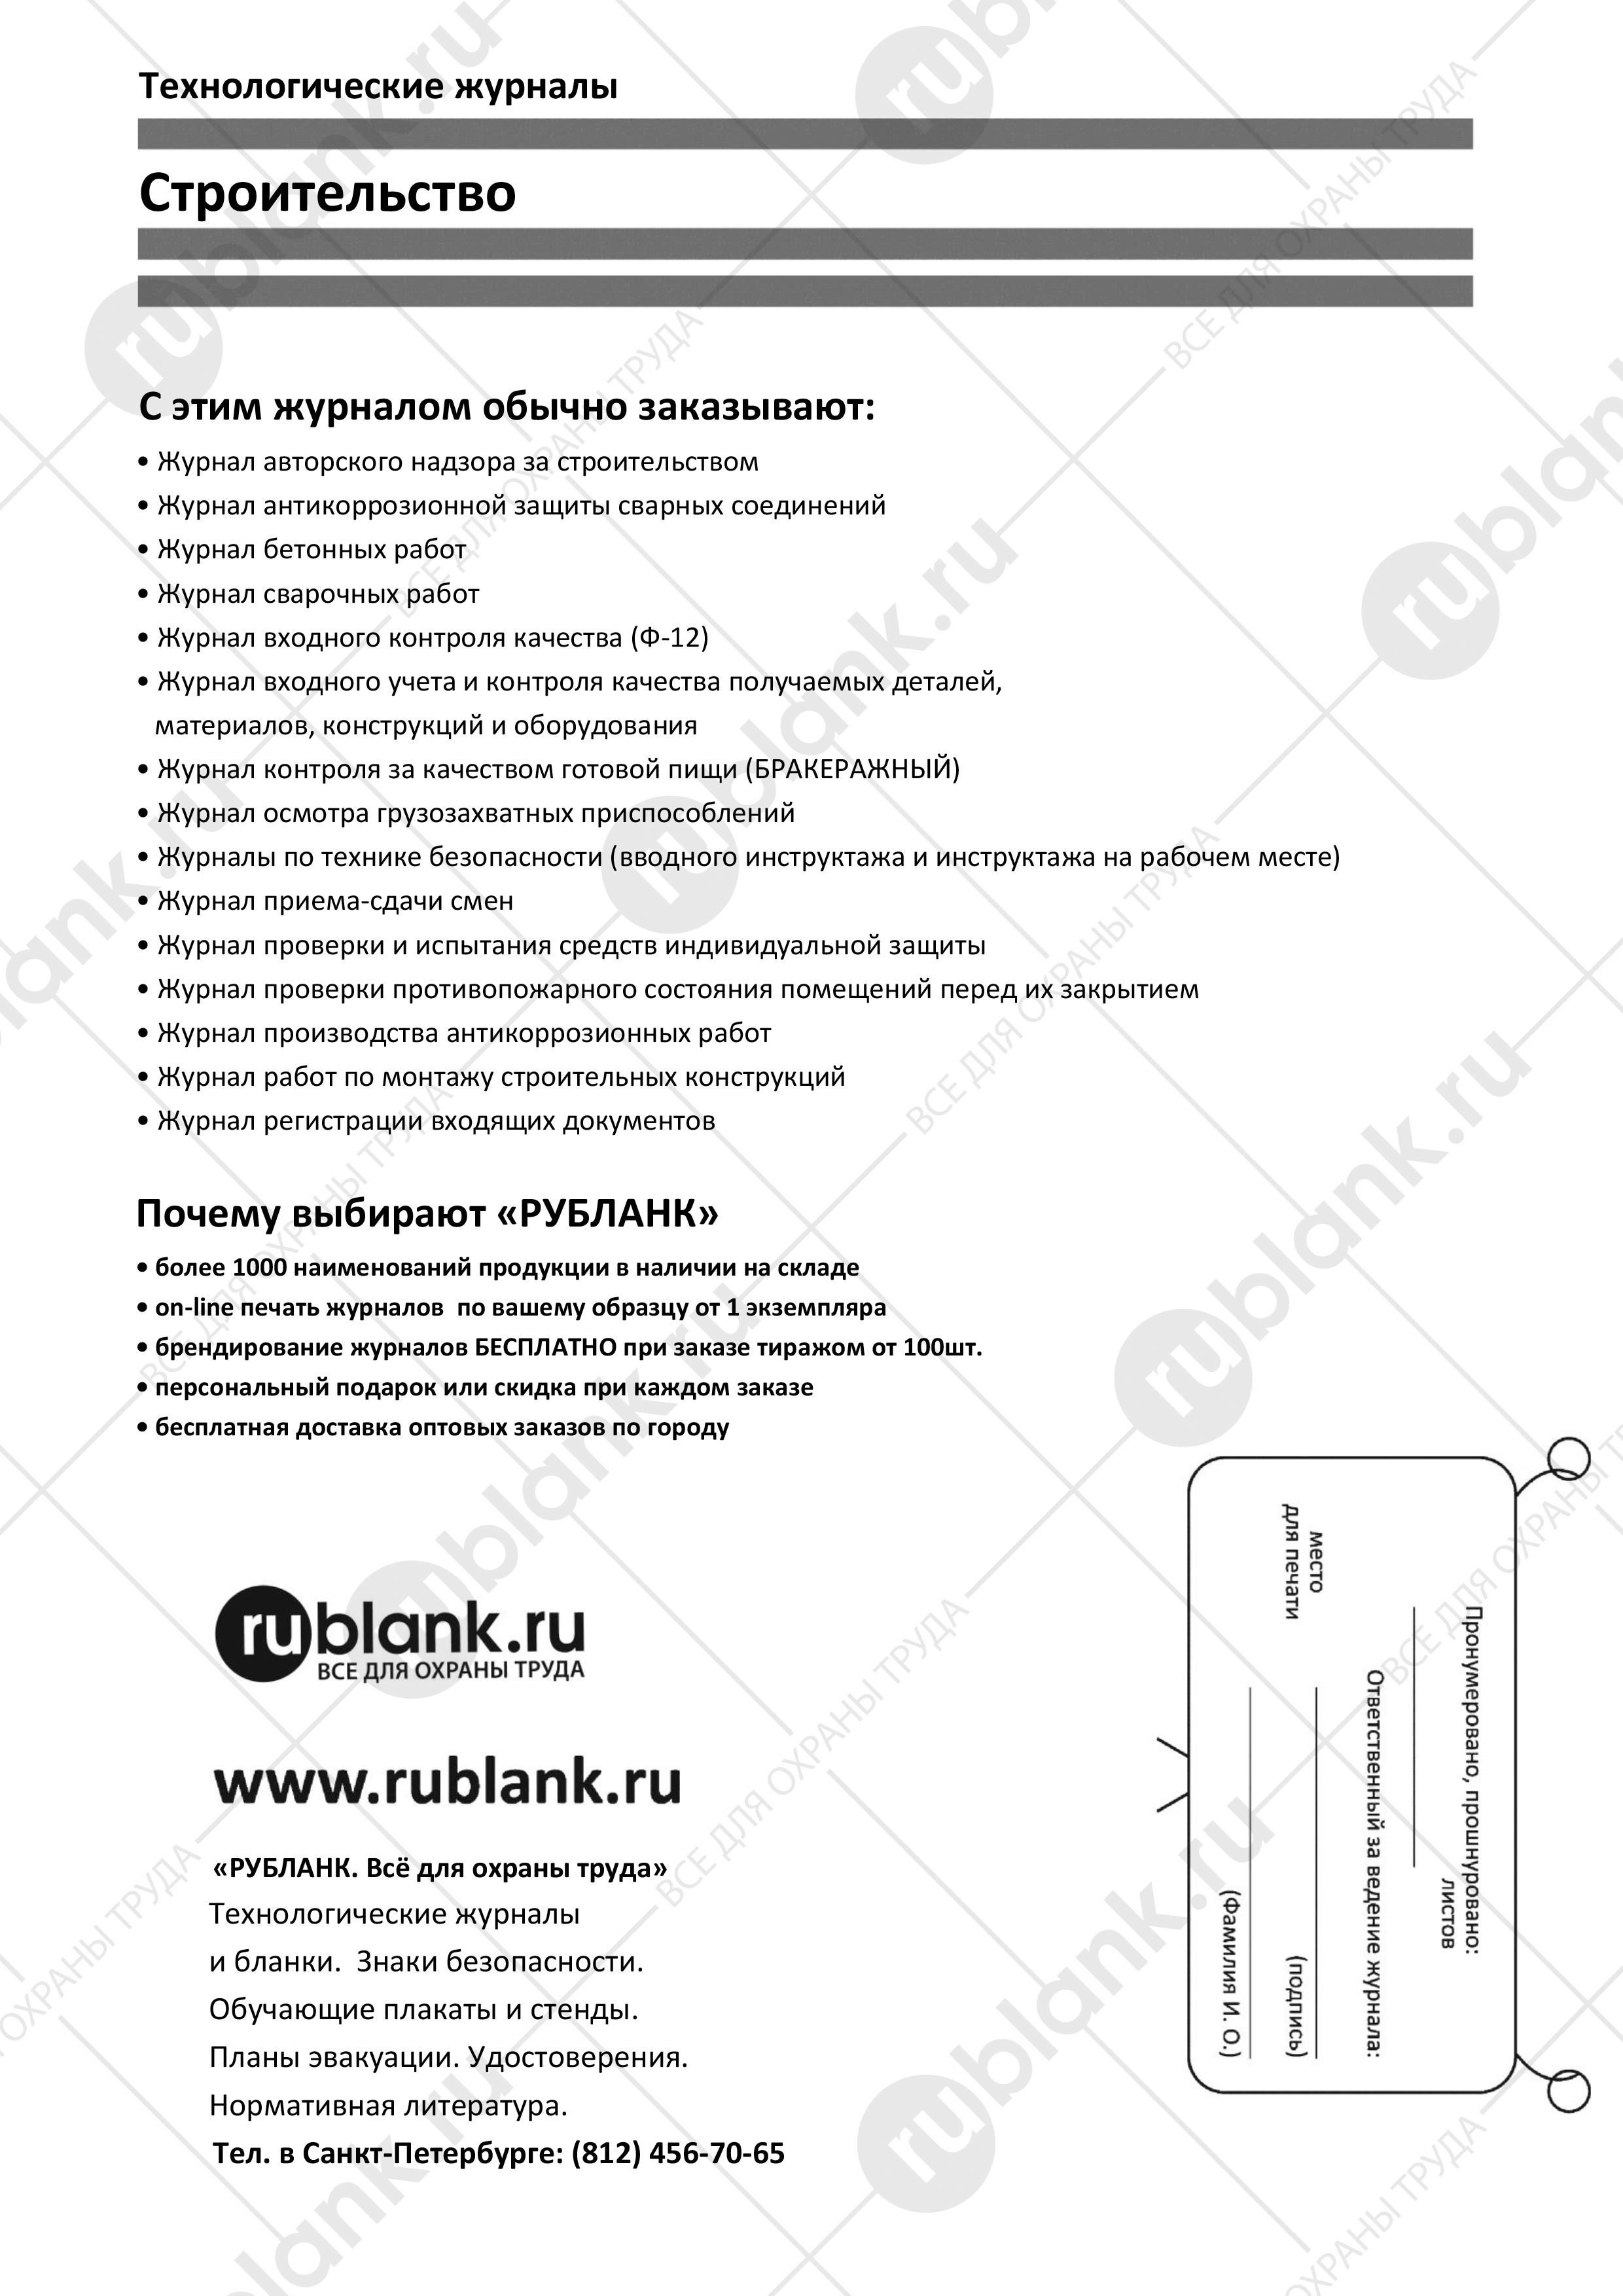 Технологические журналы
Строительство
С этим журналом обычно заказывают:
• Журнал авторского надзора за строительством
• Журнал антикоррозионной защиты сварных соединений
• Журнал бетонных работ
• Журнал сварочных работ
• Журнал входного контроля качества (Ф-12)
• Журнал входного учета и контроля качества получаемых деталей,
материалов, конструкций и оборудования
• Журнал контроля за качеством готовой пищи (БРАКЕРАЖНЫЙ)
• Журнал осмотра грузозахватных приспособлений
• Журналы по технике безопасности (вводного инструктажа и инструктажа на рабочем месте)
• Журнал приема-сдачи смен
• Журнал проверки и испытания средств индивидуальной защиты
• Журнал проверки противопожарного состояния помещений перед их закрытием
• Журнал производства антикоррозионных работ
• Журнал работ по монтажу строительных конструкций
• Журнал регистрации входящих документов
Почему выбирают «РУБЛАНК»
• более 1000 наименований продукции в наличии на складе
• on-line печать журналов  по вашему образцу от 1 экземпляра
• брендирование журналов БЕСПЛАТНО при заказе тиражом от 100шт.
• персональный подарок или скидка при каждом заказе
• бесплатная доставка оптовых заказов по городу
rublank.ru
ВСЕ ДЛЯ ОХРАНЫ ТРУДА
www.rublank.ru
«РУБЛАНК. Всё для охраны труда»
Технологические журналы
и бланки.  Знаки безопасности.
Обучающие плакаты и стенды.
Планы эвакуации. Удостоверения.
Нормативная литература.
Тел. в Санкт-Петербурге: (812) 456-70-65
Пронумеровано, прошнуровано:
листов
Ответственный за ведение журнала:
место
для печати
(подпись)
(Фамилия И. О.)